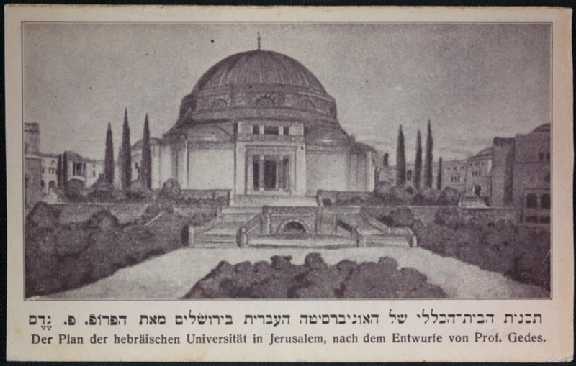 תכנית הבית־הכללי של האוניברסיטה העברית בירושלים מאת הפרופ. פ. גֶדֶס
Der Plan der hebräischen Universität in Jerusalem, nach dem Entwurfe von Prof. Gedes.